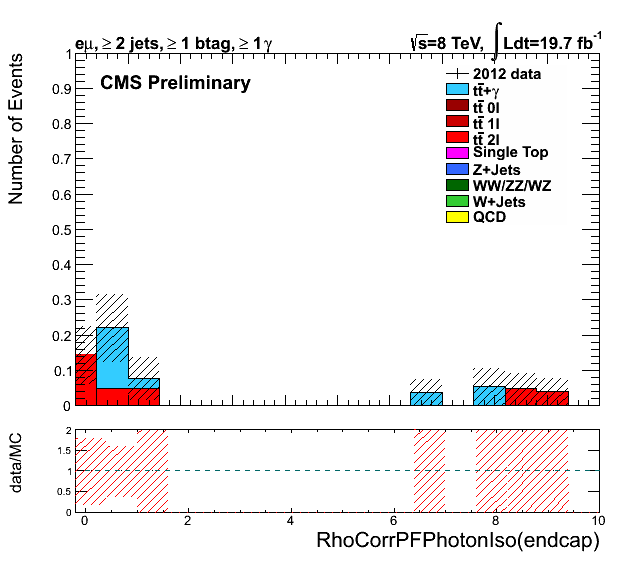 eμ, ≥ 2 jets, ≥ 1 btag, ≥ 1 γ
√s=8 TeV, ∫ Ldt=19.7 fb⁻¹
CMS Preliminary
Number of Events
1
0.9
0.8
0.7
0.6
0.5
0.4
0.3
0.2
0.1
0
2012 data
tt̄+γ
tt̄ 0l
tt̄ 1l
tt̄ 2l
Single Top
Z+Jets
WW/ZZ/WZ
W+Jets
QCD
data/MC
2
1.5
1
0.5
0
0 2 4 6 8 10
RhoCorrPFPhotonIso(endcap)